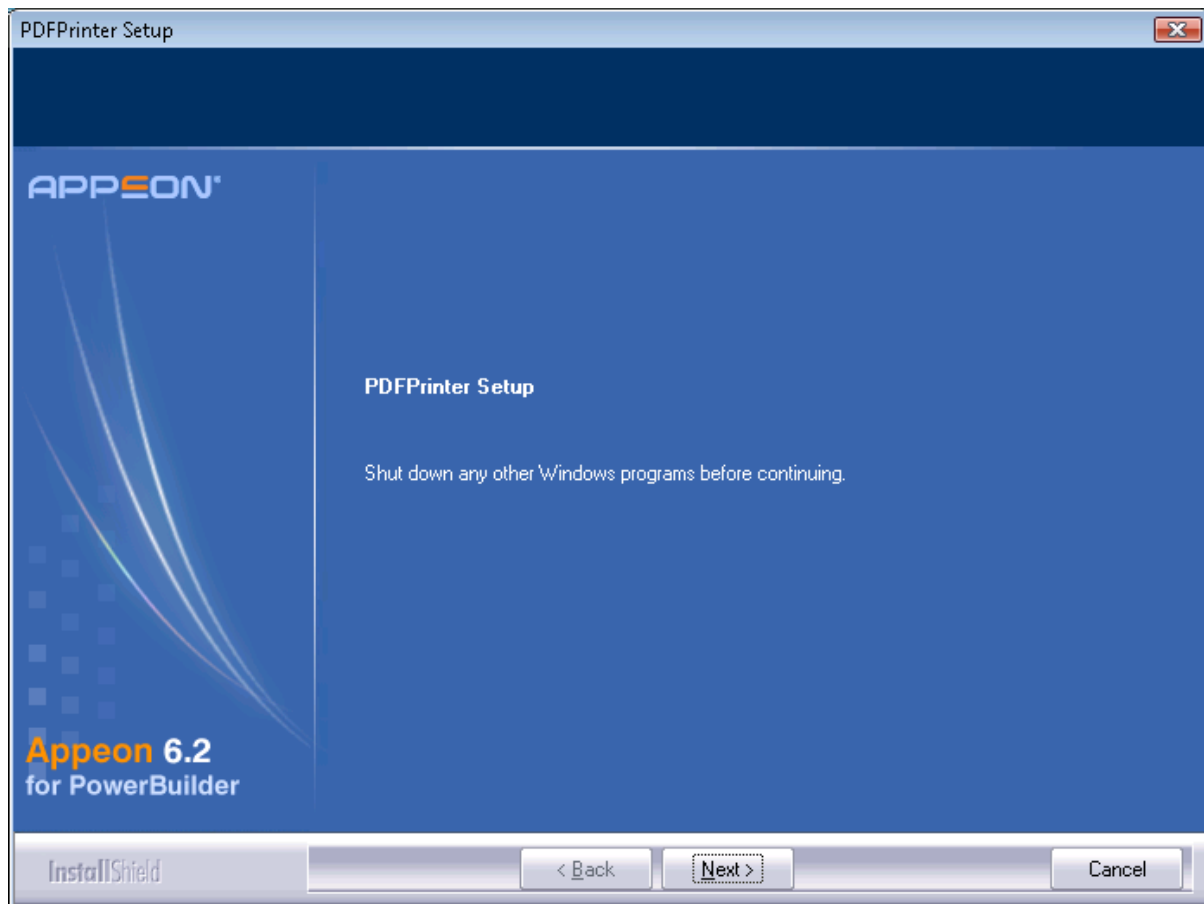 PDFPrinter Setup
APPEON®
PDFPrinter Setup
Shut down any other Windows programs before continuing.
Appeon 6.2
for PowerBuilder
InstallShield
< Back
Next >
Cancel